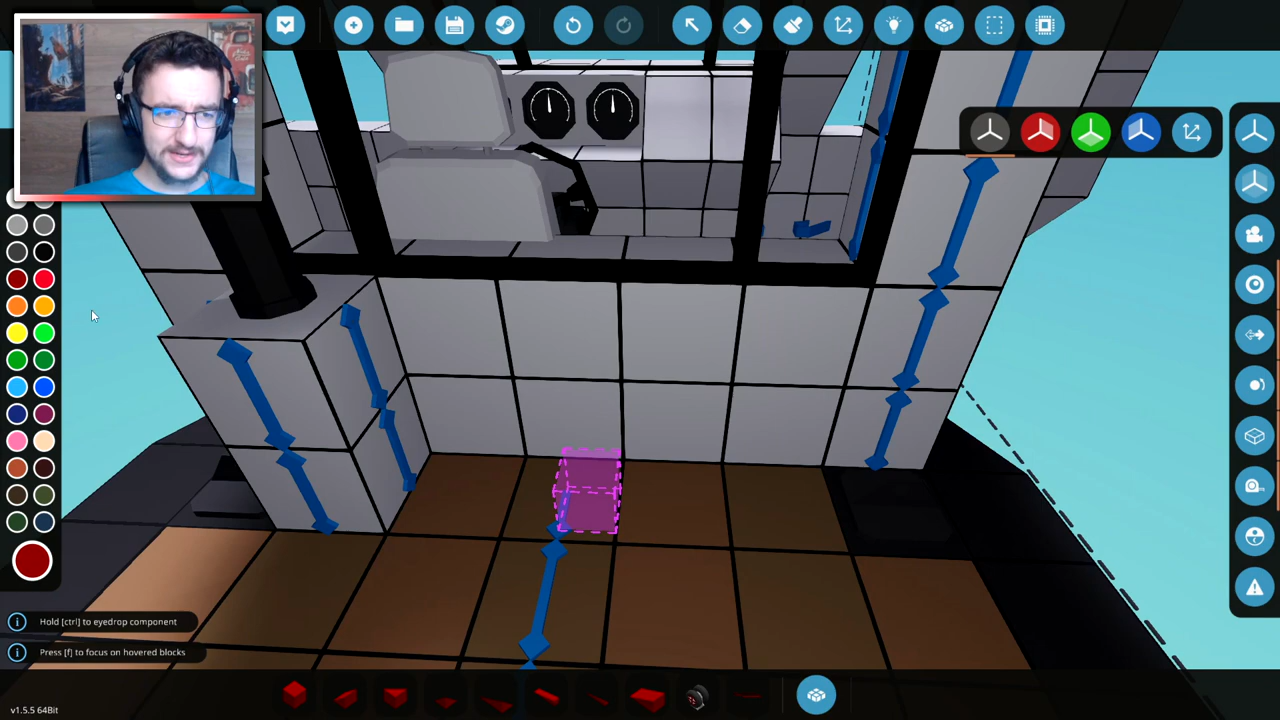 Hold [ctrl] to eyedrop component
Press [f] to focus on hovered blocks
v1.5.5 64Bit